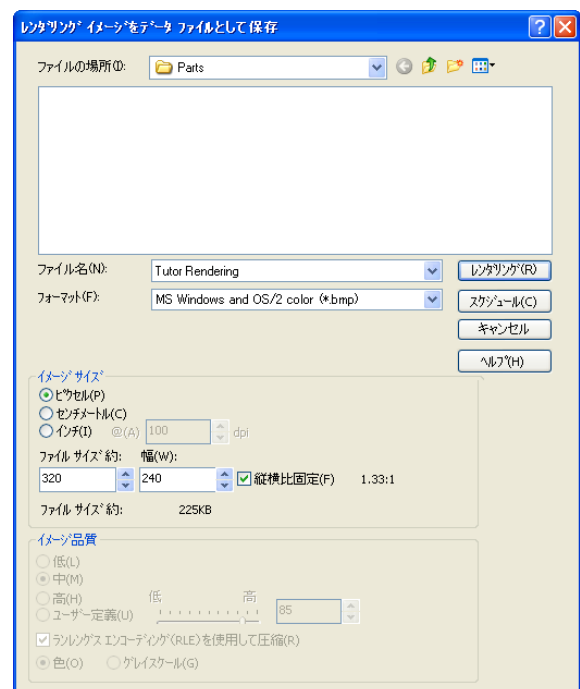 レンダリング イメージをデータ ファイルとして保存
ファイルの場所(I):
Parts
ファイル名(N):
Tutor Rendering
レンダリング(R)
フォーマット(F):
MS Windows and OS/2 color (*.bmp)
スケジュール(C)
キャンセル
ヘルプ(H)
イメージ サイズ
ピクセル(P)
センチメートル(C)
インチ(I) @(A) 100 dpi
ファイル サイズ 約: 幅(W):
320 240 縦横比固定(F) 1.33:1
ファイル サイズ 約: 225KB
イメージ品質
低(L)
中(M)
高(H) 低 高
ユーザー定義(U) 85
ランレングス エンコーディング(RLE)を使用して圧縮(R)
色(O) グレイスケール(G)